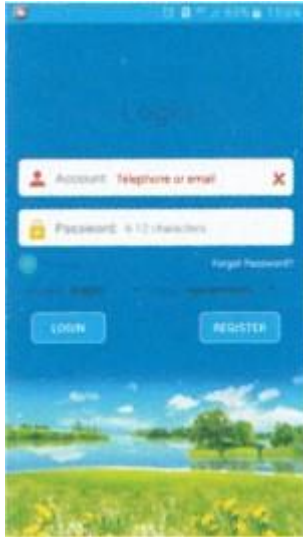 Login
Account: Telephone or email
Password: 6-12 characters
Forgot Password?
LOGIN
REGISTER